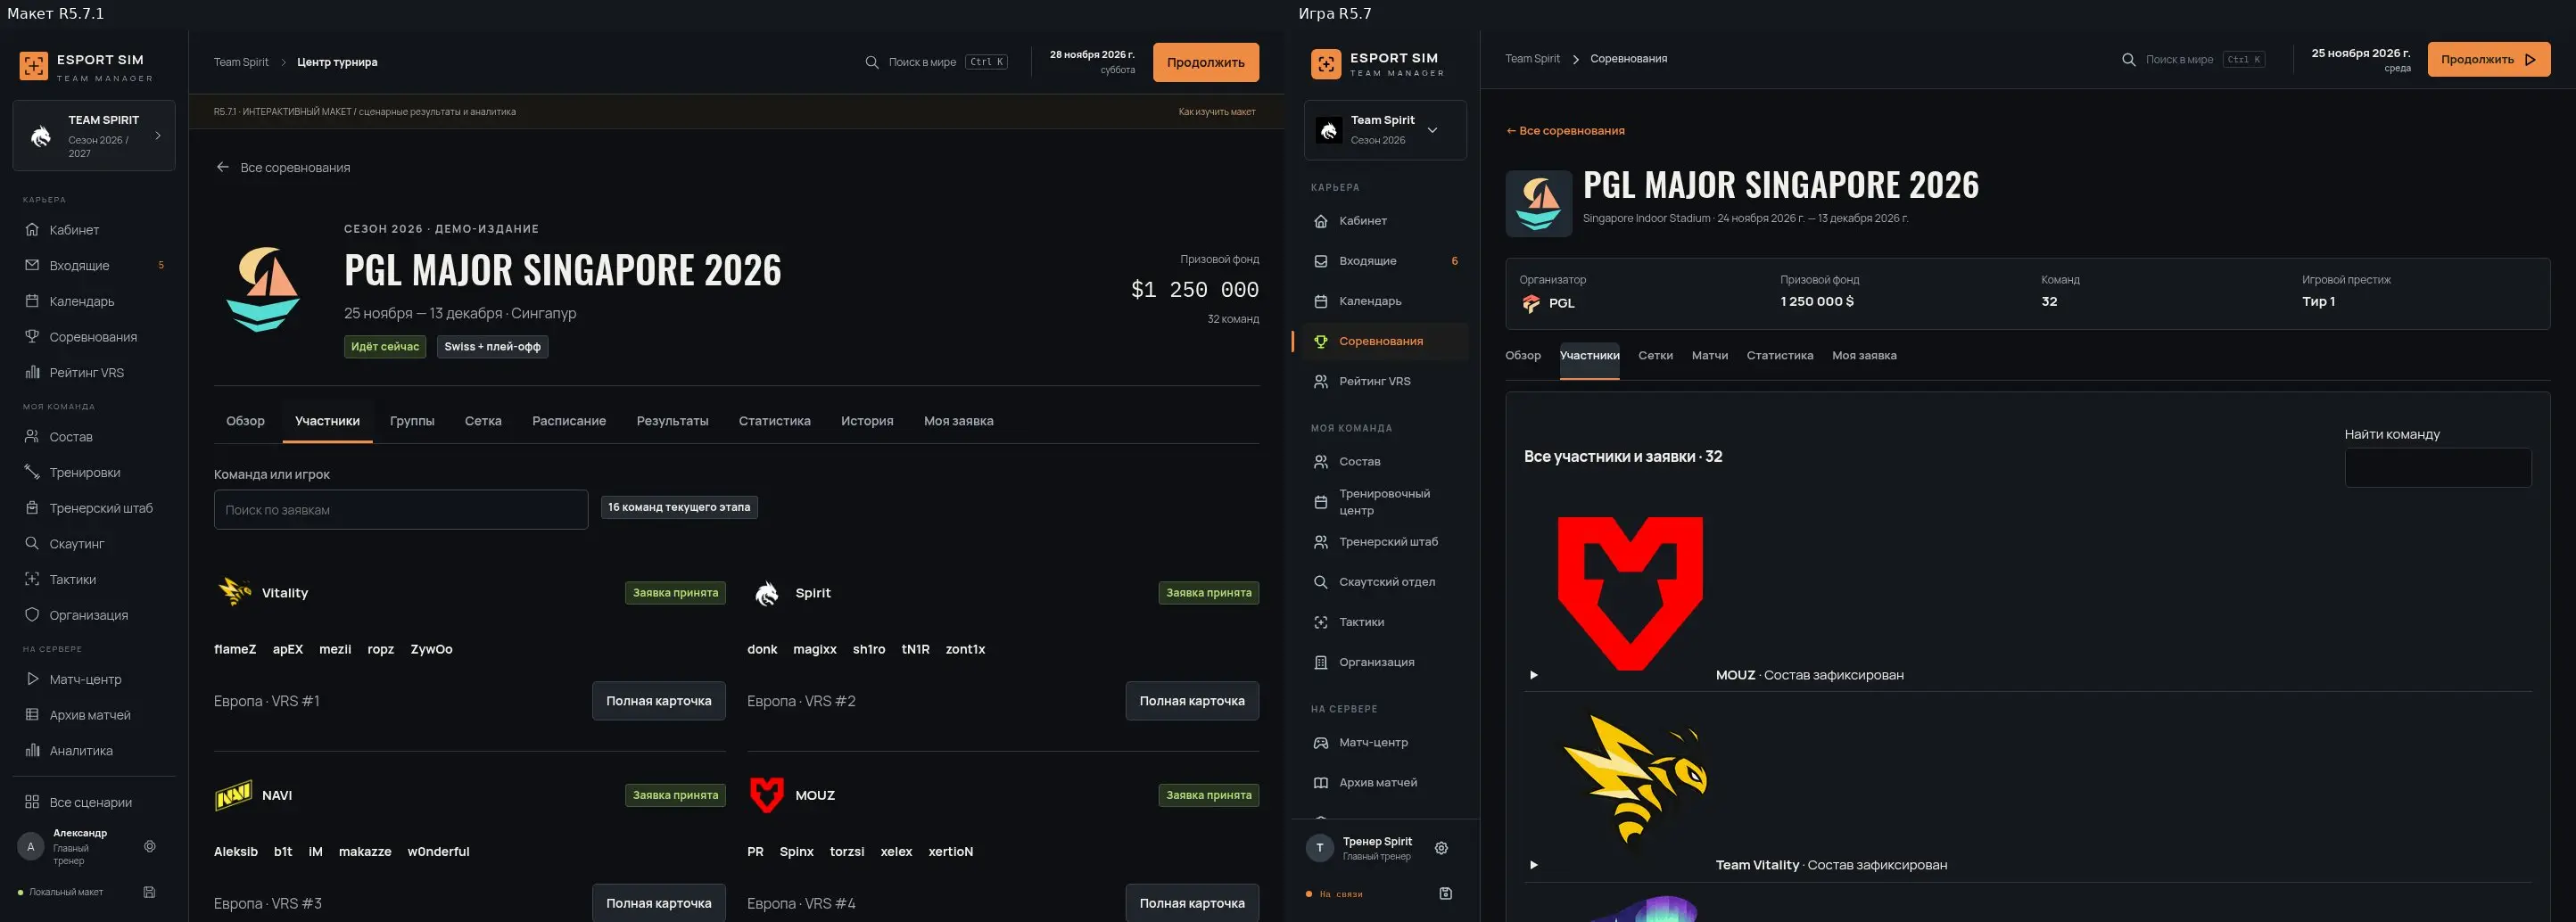 Макет R5.7.1
ESPORT SIM
TEAM MANAGER
TEAM SPIRIT
Сезон 2026 /
2027
КАРЬЕРА
Кабинет
Входящие 5
Календарь
Соревнования
Рейтинг VRS
МОЯ КОМАНДА
Состав
Тренировки
Тренерский штаб
Скаутинг
Тактики
Организация
НА СЕРВЕРЕ
Матч-центр
Архив матчей
Аналитика
Все сценарии
А
Александр
Главный
тренер
Локальный макет
Team Spirit > Центр турнира
Поиск в мире Ctrl K
28 ноября 2026 г.
суббота
Продолжить
R5.7.1 · ИНТЕРАКТИВНЫЙ МАКЕТ / сценарные результаты и аналитика
Как изучить макет
← Все соревнования
СЕЗОН 2026 · ДЕМО-ИЗДАНИЕ
PGL MAJOR SINGAPORE 2026
25 ноября — 13 декабря · Сингапур
Идёт сейчас Swiss + плей-офф
Призовой фонд
$1 250 000
32 команд
Обзор Участники Группы Сетка Расписание Результаты Статистика История Моя заявка
Команда или игрок
Поиск по заявкам
16 команд текущего этапа
Vitality Заявка принята
flameZ apEX mezii ropz ZywOo
Европа · VRS #1 Полная карточка
Spirit Заявка принята
donk magixx sh1ro tN1R zont1x
Европа · VRS #2 Полная карточка
NAVI NAVI Заявка принята
Aleksib b1t iM makazze w0nderful
Европа · VRS #3 Полная карточка
MOUZ Заявка принята
PR Spinx torzsi xelex xertioN
Европа · VRS #4 Полная карточка
Игра R5.7
ESPORT SIM
TEAM MANAGER
Team Spirit
Сезон 2026
КАРЬЕРА
Кабинет
Входящие 6
Календарь
Соревнования
Рейтинг VRS
МОЯ КОМАНДА
Состав
Тренировочный
центр
Тренерский штаб
Скаутский отдел
Тактики
Организация
НА СЕРВЕРЕ
Матч-центр
Архив матчей
Т
Тренер Spirit
Главный тренер
На связи
Team Spirit > Соревнования
Поиск в мире Ctrl K
25 ноября 2026 г.
среда
Продолжить
← Все соревнования
PGL MAJOR SINGAPORE 2026
Singapore Indoor Stadium · 24 ноября 2026 г. — 13 декабря 2026 г.
Организатор
PGL
Призовой фонд
1 250 000 $
Команд
32
Игровой престиж
Тир 1
Обзор Участники Сетки Матчи Статистика Моя заявка
Все участники и заявки · 32
Найти команду
MOUZ · Состав зафиксирован
Team Vitality · Состав зафиксирован